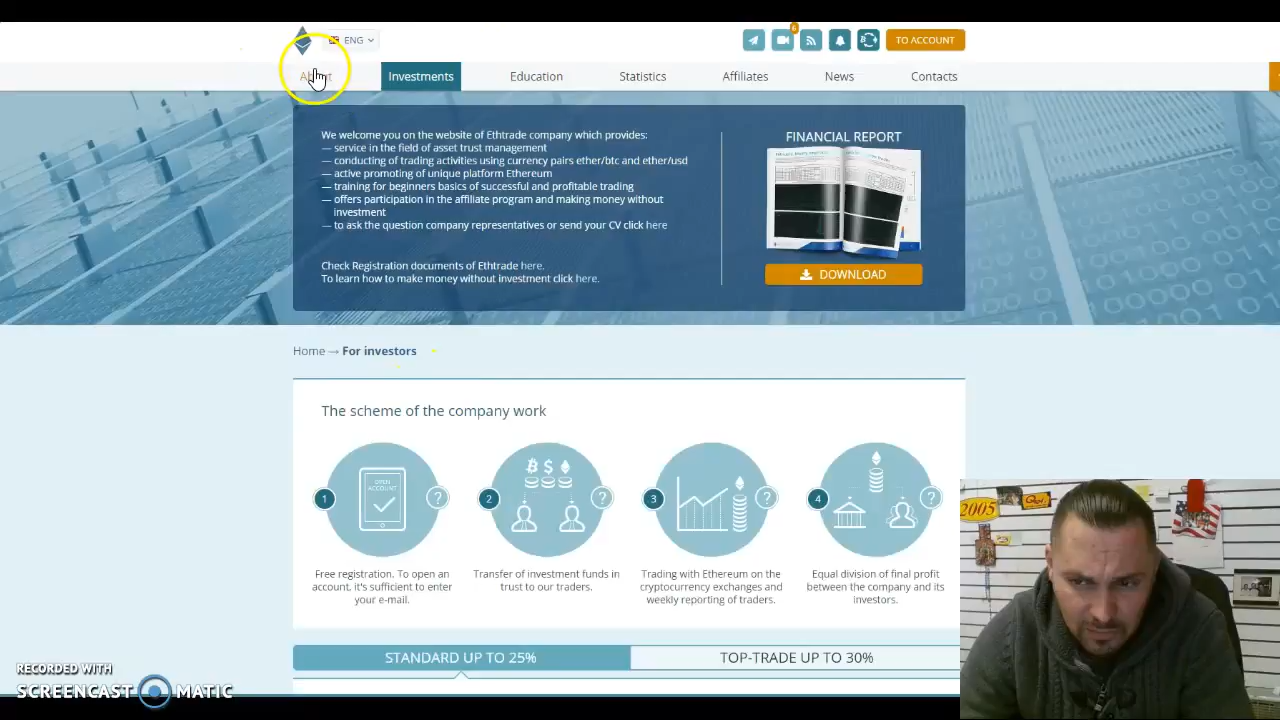 ENG
6
TO ACCOUNT
About
Investments
Education
Statistics
Affiliates
News
Contacts
We welcome you on the website of Ethtrade company which provides:
— service in the field of asset trust management
— conducting of trading activities using currency pairs ether/btc and ether/usd
— active promoting of unique platform Ethereum
— training for beginners basics of successful and profitable trading
— offers participation in the affiliate program and making money without
investment
— to ask the question company representatives or send your CV click here
Check Registration documents of Ethtrade here.
To learn how to make money without investment click here.
FINANCIAL REPORT
DOWNLOAD
Home → For investors
The scheme of the company work
1
OPEN
ACCOUNT
?
2
?
3
?
4
?
Free registration. To open an
account, it's sufficient to enter
your e-mail.
Transfer of investment funds in
trust to our traders.
Trading with Ethereum on the
cryptocurrency exchanges and
weekly reporting of traders.
Equal division of final profit
between the company and its
investors.
STANDARD UP TO 25%
TOP-TRADE UP TO 30%
2005
RECORDED WITH
SCREENCAST MATIC